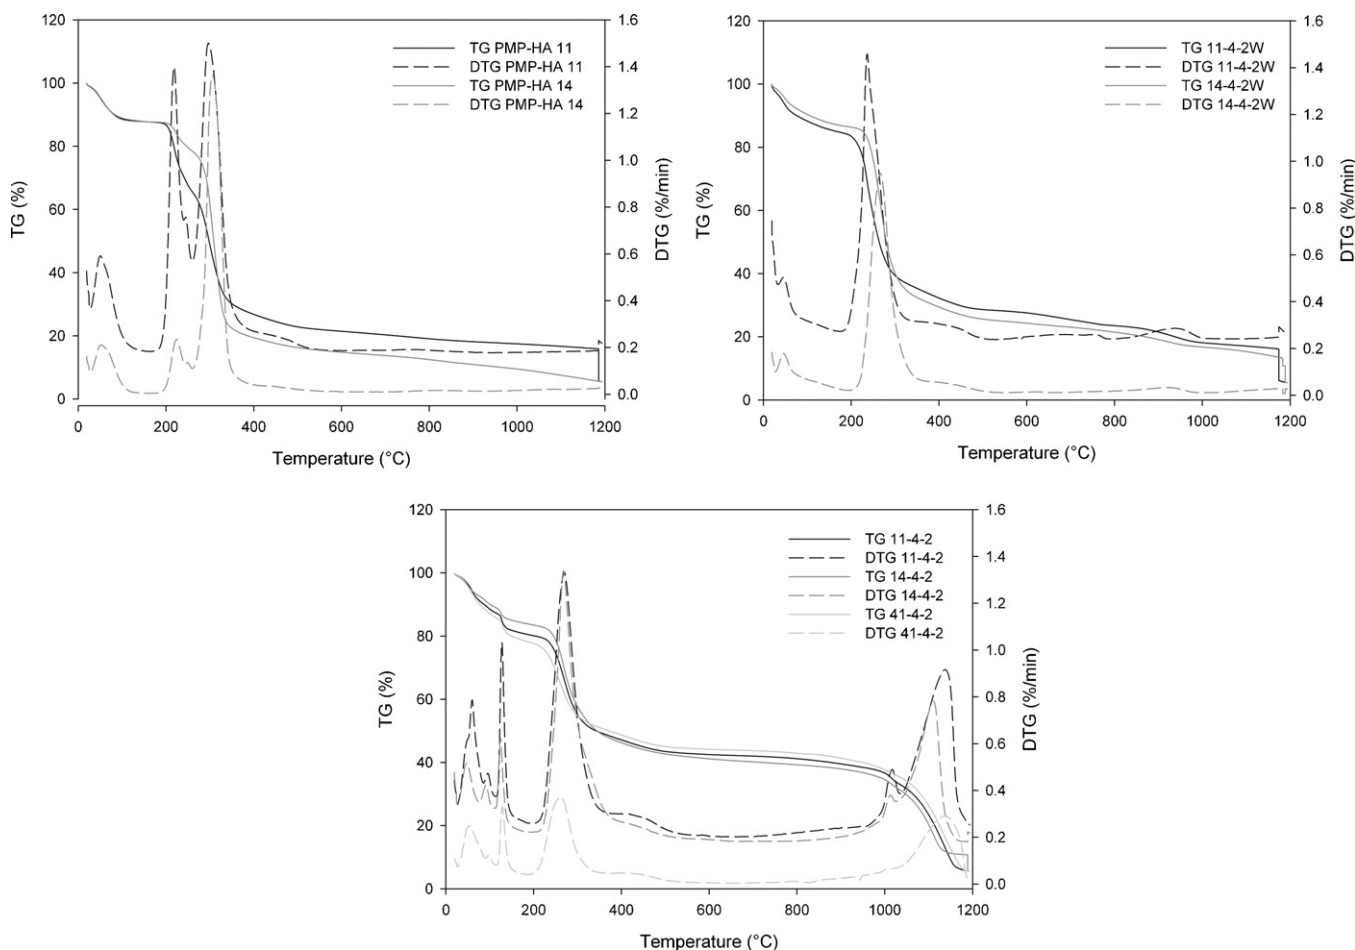 TG PMP-HA 11
DTG PMP-HA 11
TG PMP-HA 14
DTG PMP-HA 14
TG (%)
120
100
80
60
40
20
0
DTG (%/min)
1.6
1.4
1.2
1.0
0.8
0.6
0.4
0.2
0.0
0 200 400 600 800 1000 1200
Temperature (°C)
TG 11-4-2W
DTG 11-4-2W
TG 14-4-2W
DTG 14-4-2W
TG (%)
120
100
80
60
40
20
0
DTG (%/min)
1.6
1.4
1.2
1.0
0.8
0.6
0.4
0.2
0.0
0 200 400 600 800 1000 1200
Temperature (°C)
TG 11-4-2
DTG 11-4-2
TG 14-4-2
DTG 14-4-2
TG 41-4-2
DTG 41-4-2
TG (%)
120
100
80
60
40
20
0
DTG (%/min)
1.6
1.4
1.2
1.0
0.8
0.6
0.4
0.2
0.0
0 200 400 600 800 1000 1200
Temperature (°C)